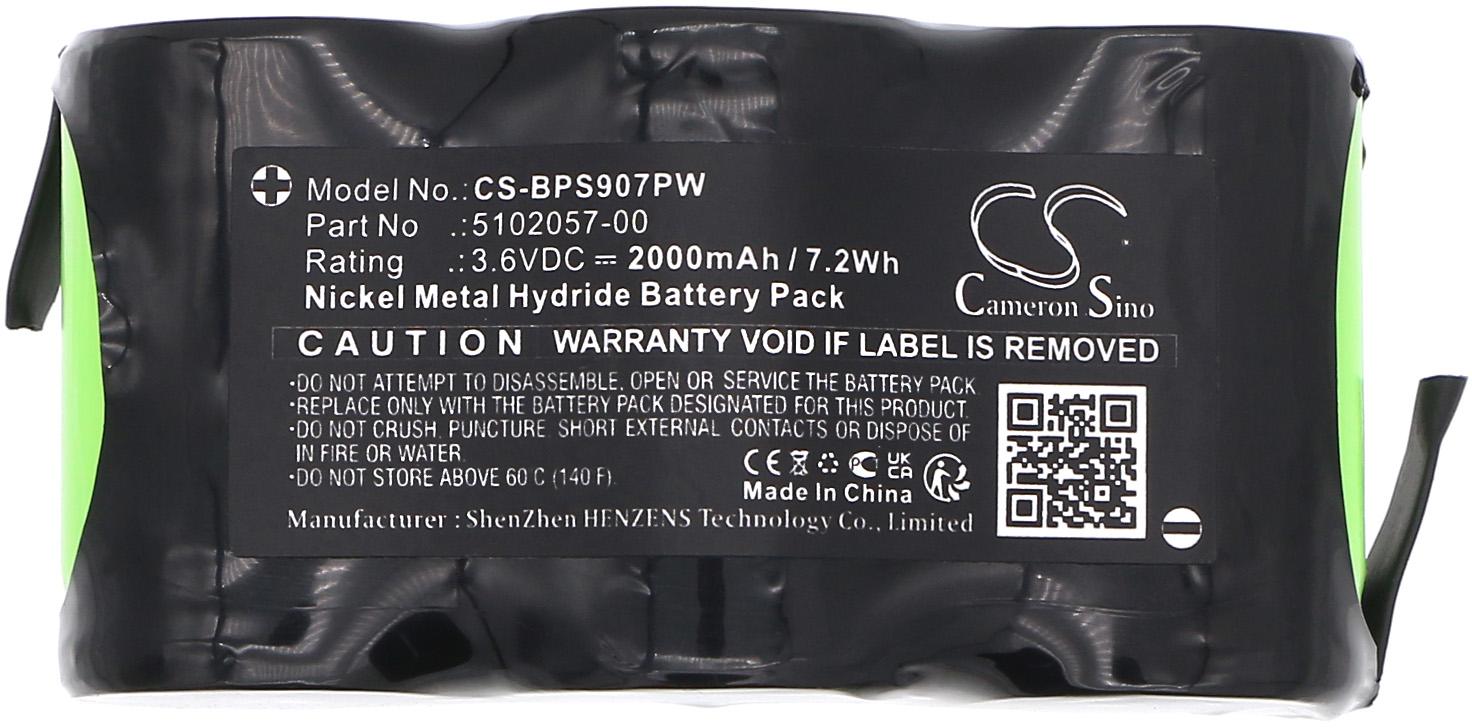 Model No.: CS-BPS907PW
Part No .: 5102057-00
Rating .: 3.6VDC ⎓ 2000mAh / 7.2Wh
Nickel Metal Hydride Battery Pack
CS
Cameron Sino
CAUTION WARRANTY VOID IF LABEL IS REMOVED
•DO NOT ATTEMPT TO DISASSEMBLE, OPEN OR SERVICE THE BATTERY PACK
•REPLACE ONLY WITH THE BATTERY PACK DESIGNATED FOR THIS PRODUCT.
•DO NOT CRUSH, PUNCTURE, SHORT EXTERNAL CONTACTS OR DISPOSE OF
IN FIRE OR WATER.
•DO NOT STORE ABOVE 60 C (140 F).
CE PC UK CA
Made In China
Manufacturer : ShenZhen HENZENS Technology Co., Limited